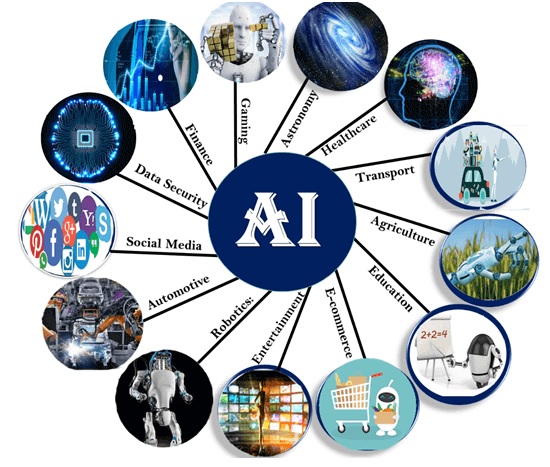 AI
Gaming
Astronomy
Healthcare
Transport
Agriculture
Education
2+2=4
E-commerce
Entertainment
Robotics:
Automotive
Social Media
Data Security
Finance